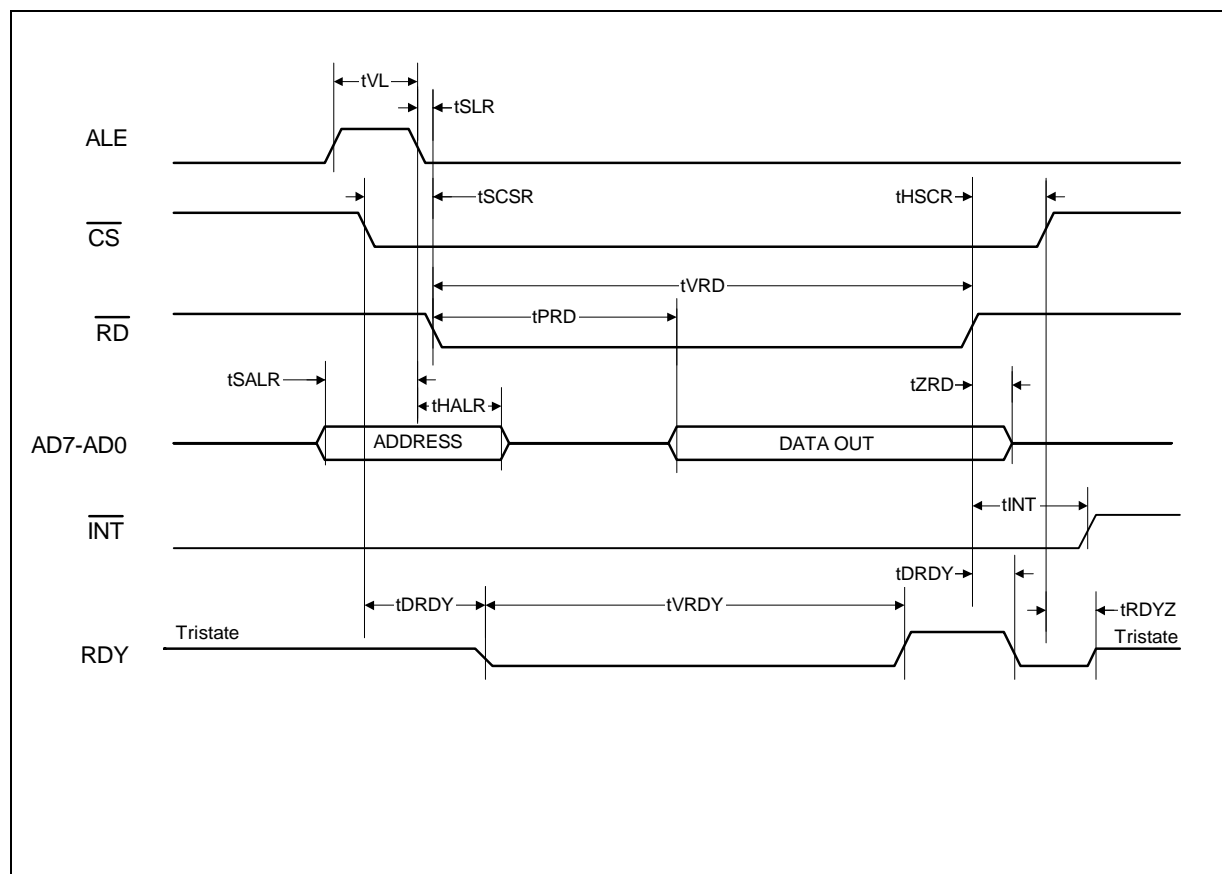 tVL
tSLR
ALE
tSCSR
tHSCR
CS
tVRD
tPRD
RD
tSALR
tZRD
tHALR
AD7-AD0
ADDRESS
DATA OUT
tINT
INT
tDRDY
tDRDY
tVRDY
tRDYZ
Tristate
Tristate
RDY